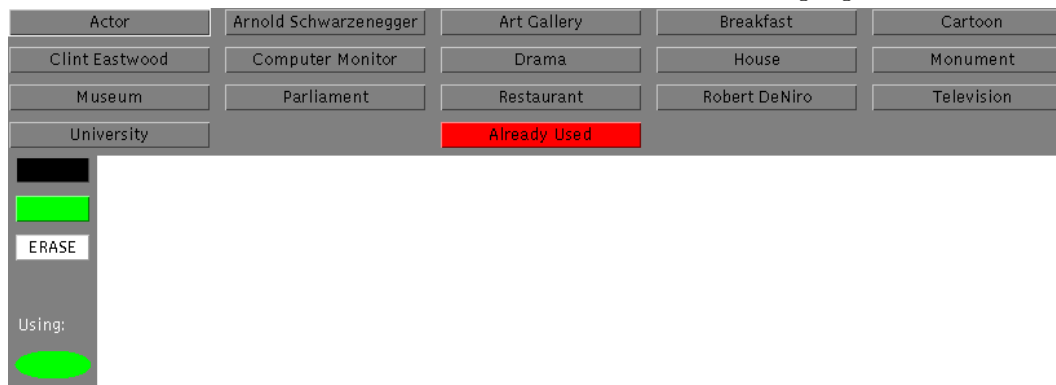 Actor Arnold Schwarzenegger Art Gallery Breakfast Cartoon
Clint Eastwood Computer Monitor Drama House Monument
Museum Parliament Restaurant Robert DeNiro Television
University Already Used
ERASE
Using: